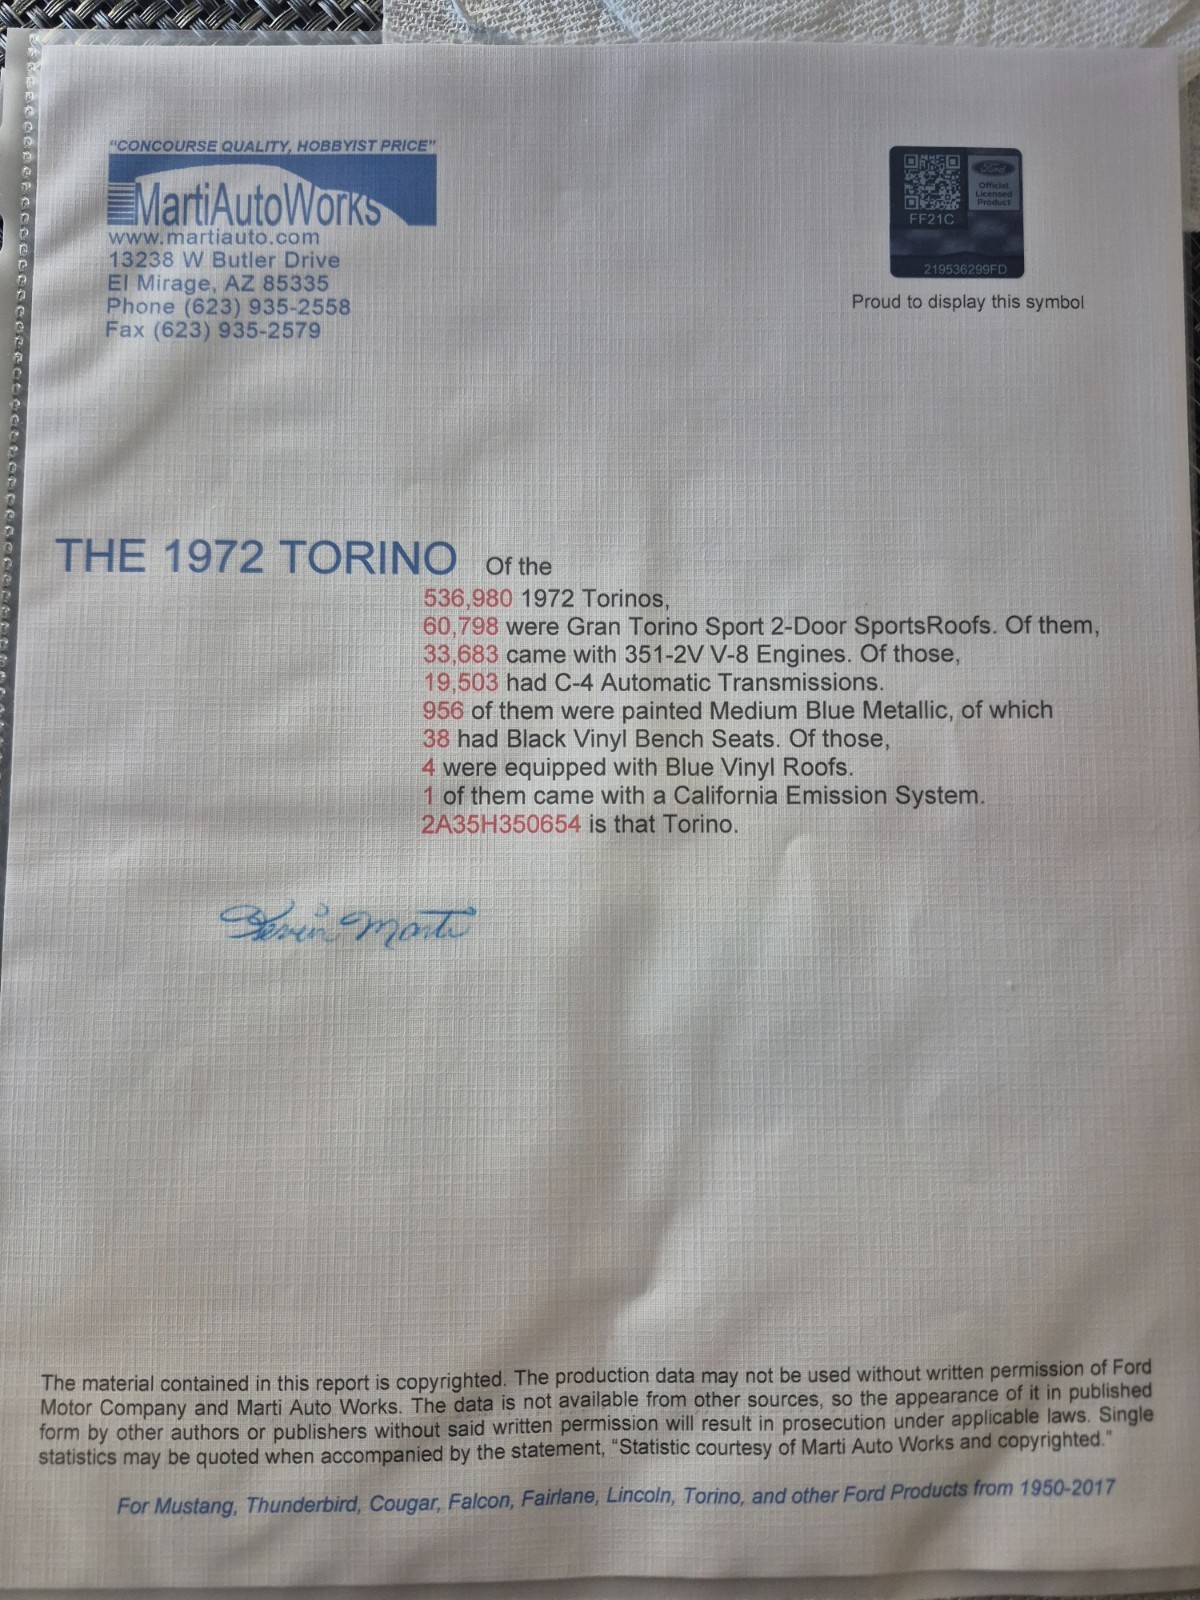 "CONCOURSE QUALITY, HOBBYIST PRICE"
MartiAutoWorks
www.martiauto.com
13238 W Butler Drive
El Mirage, AZ 85335
Phone (623) 935-2558
Fax (623) 935-2579
Ford
Official
Licensed
Product
FF21C
219536299FD
Proud to display this symbol
THE 1972 TORINO Of the
536,980 1972 Torinos,
60,798 were Gran Torino Sport 2-Door SportsRoofs. Of them,
33,683 came with 351-2V V-8 Engines. Of those,
19,503 had C-4 Automatic Transmissions.
956 of them were painted Medium Blue Metallic, of which
38 had Black Vinyl Bench Seats. Of those,
4 were equipped with Blue Vinyl Roofs.
1 of them came with a California Emission System.
2A35H350654 is that Torino.
Kevin Marti
The material contained in this report is copyrighted. The production data may not be used without written permission of Ford
Motor Company and Marti Auto Works. The data is not available from other sources, so the appearance of it in published
form by other authors or publishers without said written permission will result in prosecution under applicable laws. Single
statistics may be quoted when accompanied by the statement, "Statistic courtesy of Marti Auto Works and copyrighted."
For Mustang, Thunderbird, Cougar, Falcon, Fairlane, Lincoln, Torino, and other Ford Products from 1950-2017